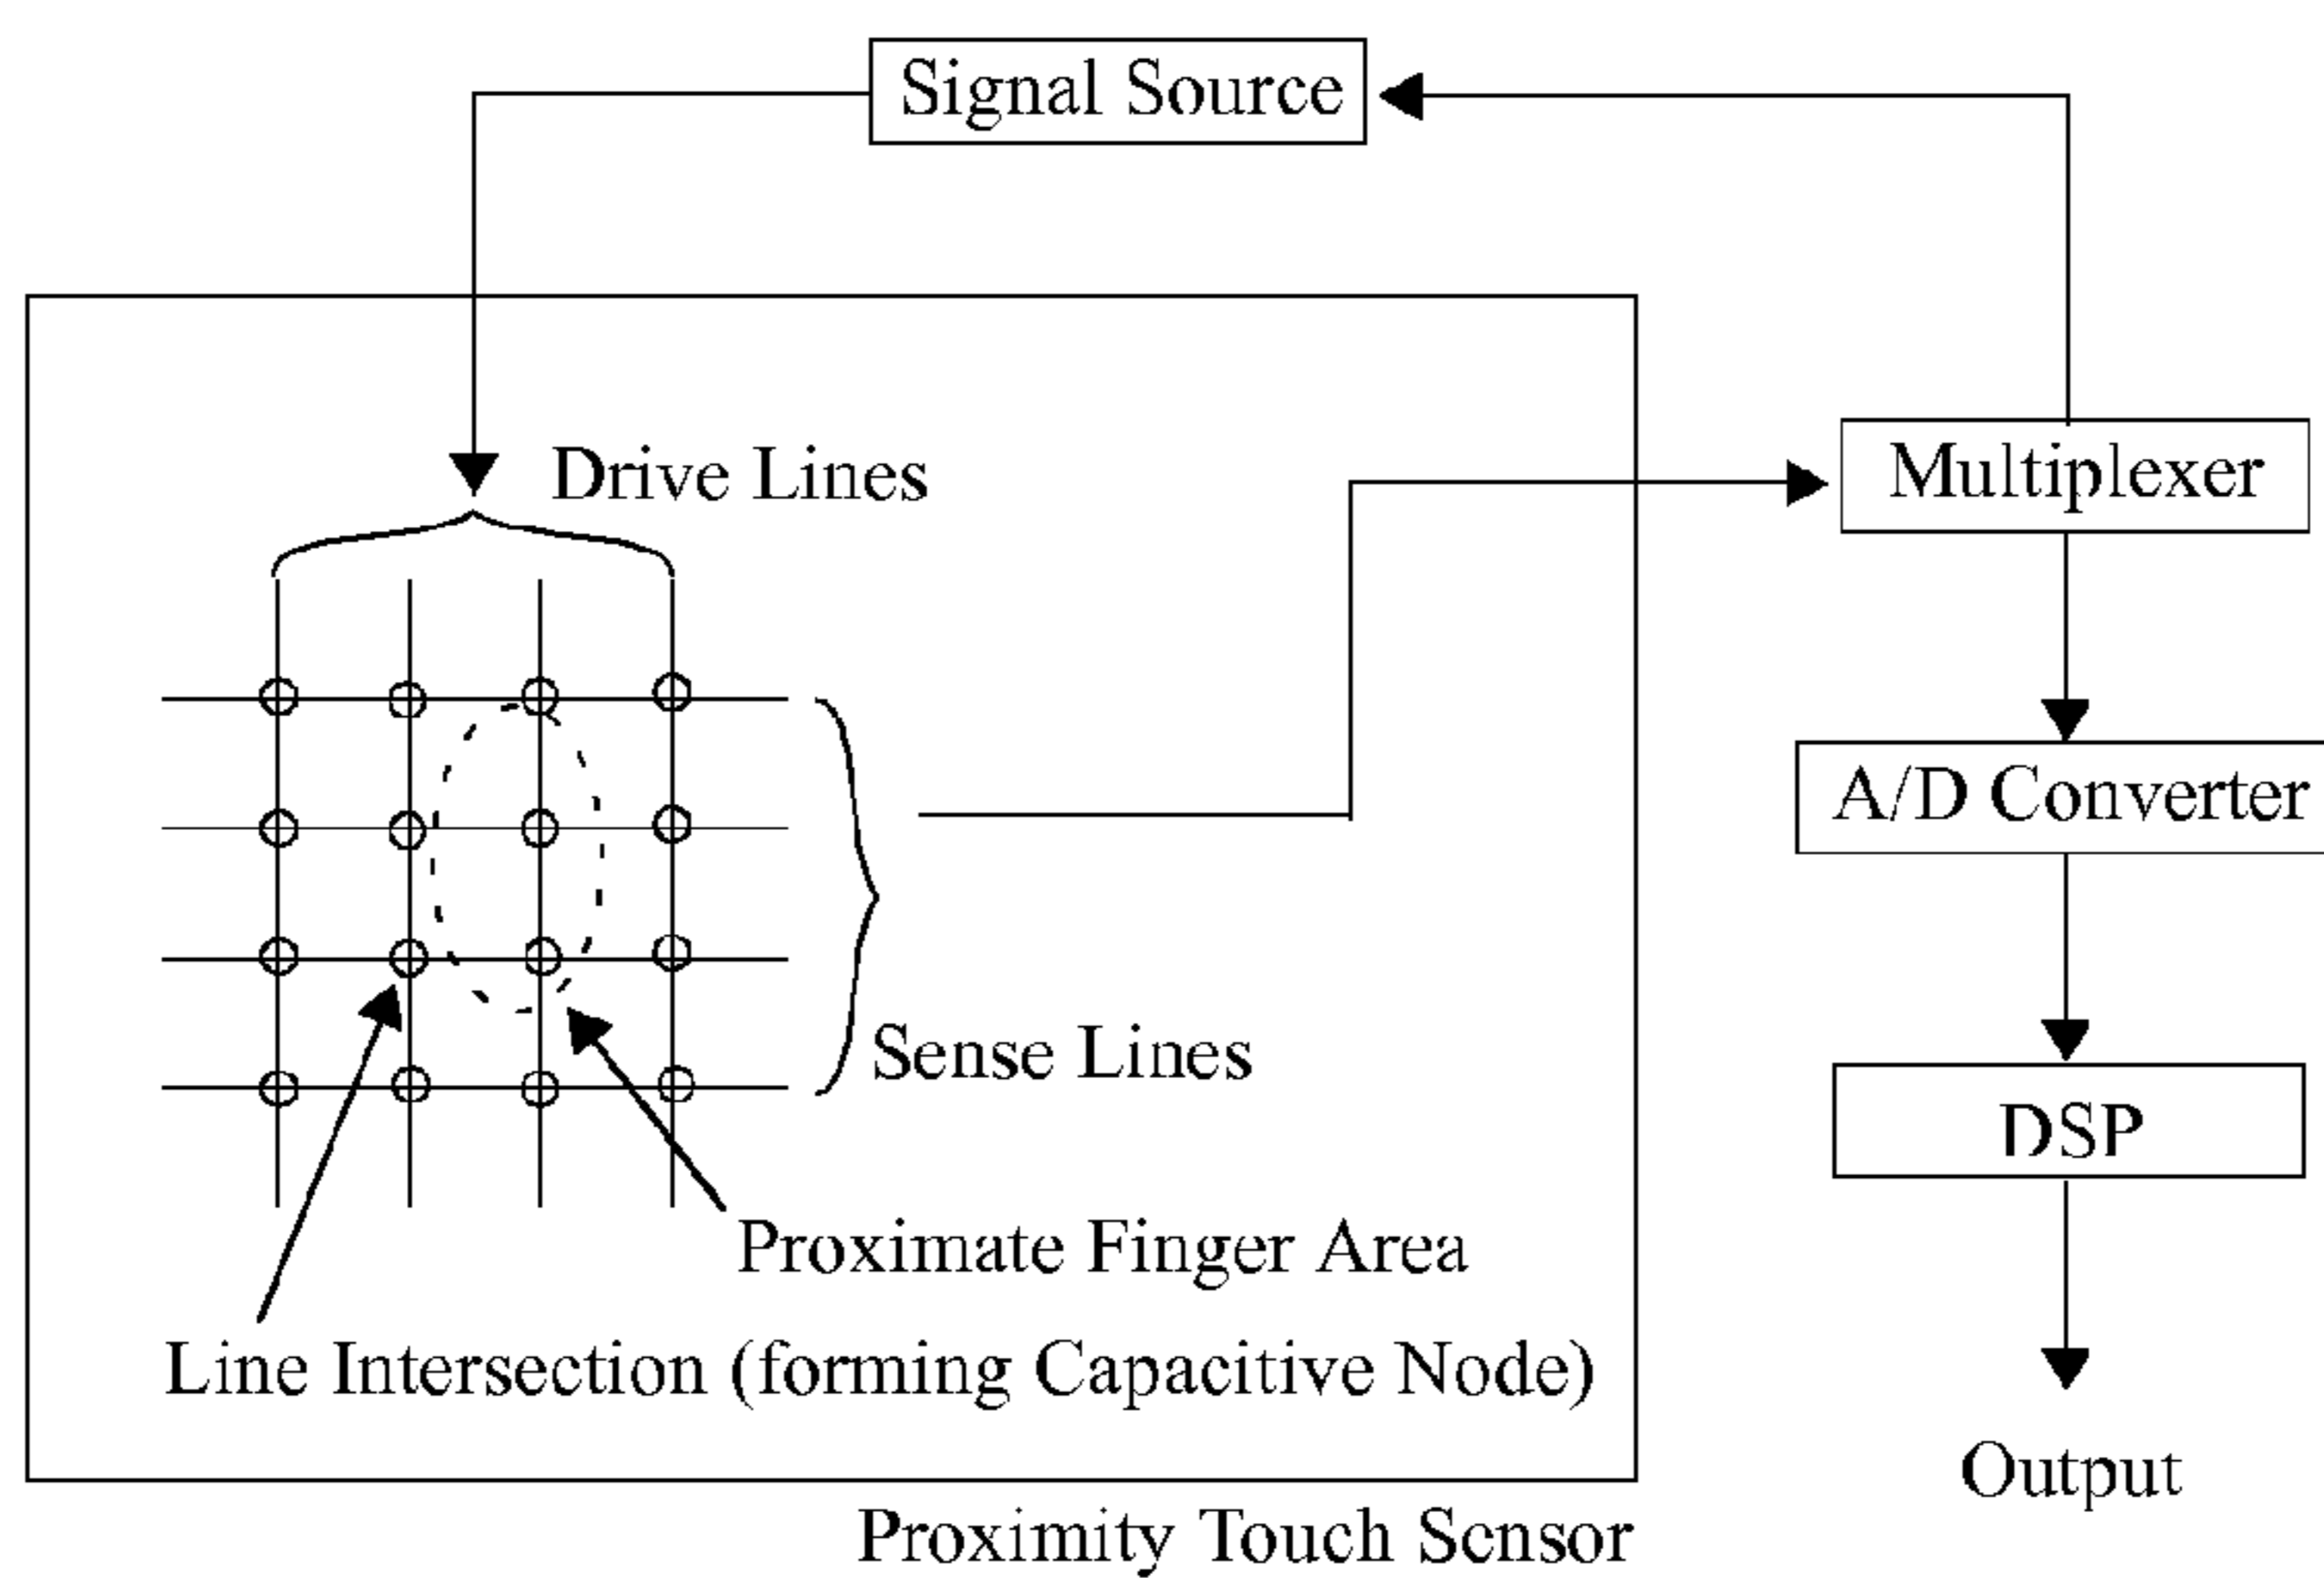 Signal Source
Drive Lines
Multiplexer
A/D Converter
Sense Lines
DSP
Proximate Finger Area
Line Intersection (forming Capacitive Node)
Output
Proximity Touch Sensor